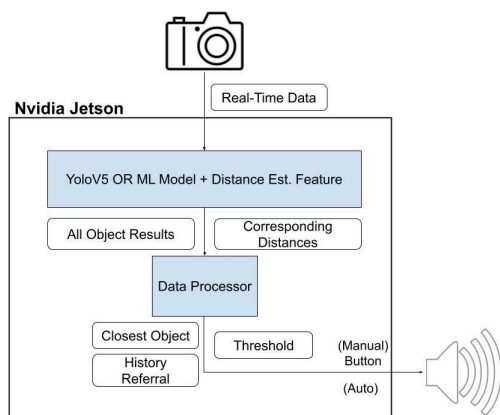 Real-Time Data
Nvidia Jetson
YoloV5 OR ML Model + Distance Est. Feature
All Object Results
Corresponding
Distances
Data Processor
Closest Object
History
Referral
Threshold
(Manual)
Button
(Auto)